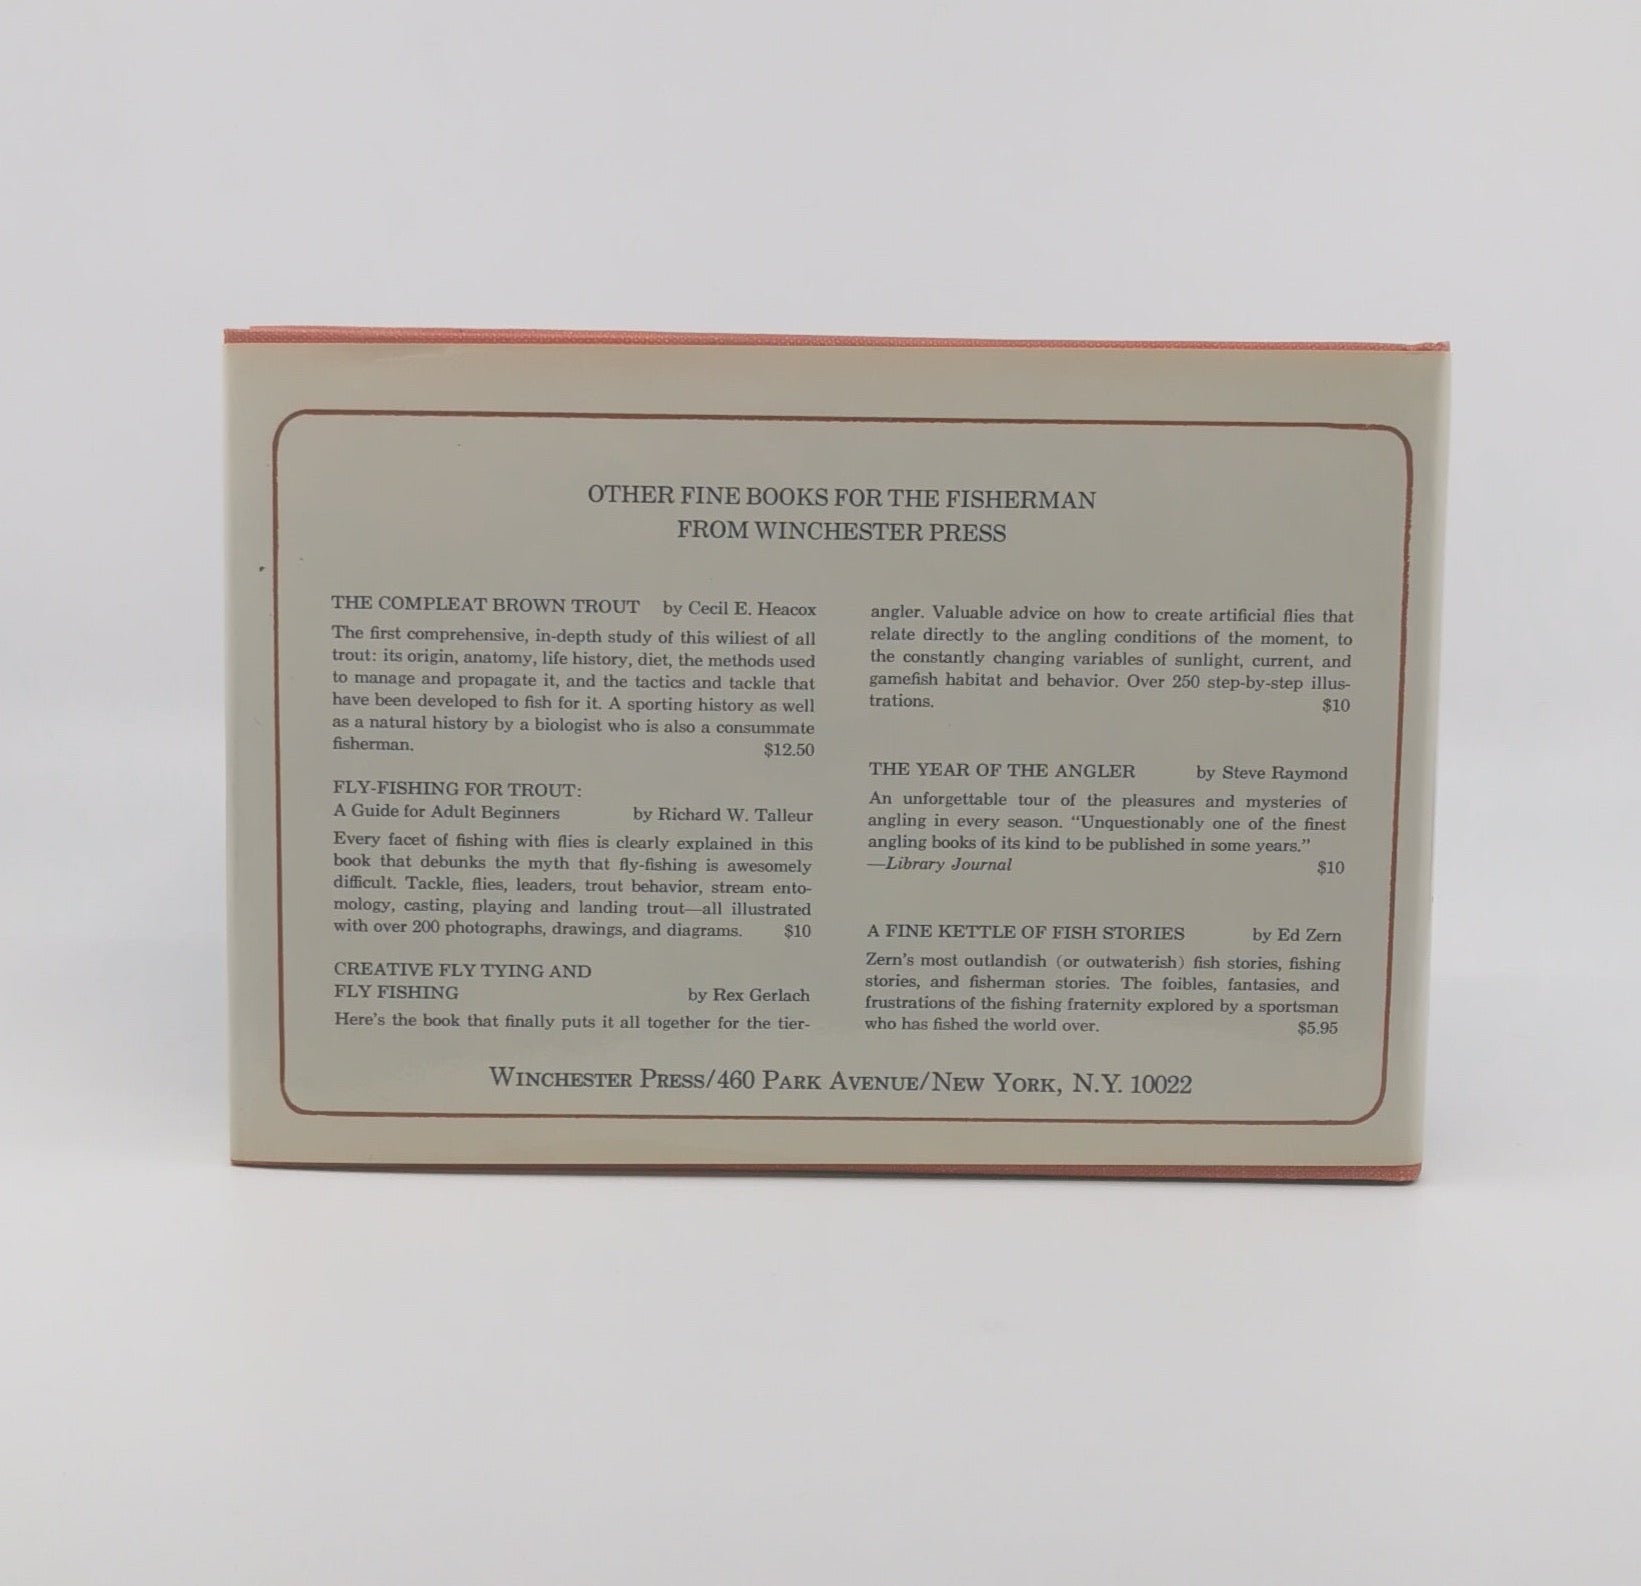 OTHER FINE BOOKS FOR THE FISHERMAN
FROM WINCHESTER PRESS
THE COMPLEAT BROWN TROUT by Cecil E. Heacox
The first comprehensive, in-depth study of this wiliest of all
trout: its origin, anatomy, life history, diet, the methods used
to manage and propagate it, and the tactics and tackle that
have been developed to fish for it. A sporting history as well
as a natural history by a biologist who is also a consummate
fisherman. $12.50
FLY-FISHING FOR TROUT:
A Guide for Adult Beginners by Richard W. Talleur
Every facet of fishing with flies is clearly explained in this
book that debunks the myth that fly-fishing is awesomely
difficult. Tackle, flies, leaders, trout behavior, stream ento-
mology, casting, playing and landing trout—all illustrated
with over 200 photographs, drawings, and diagrams. $10
CREATIVE FLY TYING AND
FLY FISHING by Rex Gerlach
Here's the book that finally puts it all together for the tier-
angler. Valuable advice on how to create artificial flies that
relate directly to the angling conditions of the moment, to
the constantly changing variables of sunlight, current, and
gamefish habitat and behavior. Over 250 step-by-step illus-
trations. $10
THE YEAR OF THE ANGLER by Steve Raymond
An unforgettable tour of the pleasures and mysteries of
angling in every season. "Unquestionably one of the finest
angling books of its kind to be published in some years."
—Library Journal $10
A FINE KETTLE OF FISH STORIES by Ed Zern
Zern's most outlandish (or outwaterish) fish stories, fishing
stories, and fisherman stories. The foibles, fantasies, and
frustrations of the fishing fraternity explored by a sportsman
who has fished the world over. $5.95
WINCHESTER PRESS/460 PARK AVENUE/NEW YORK, N.Y. 10022